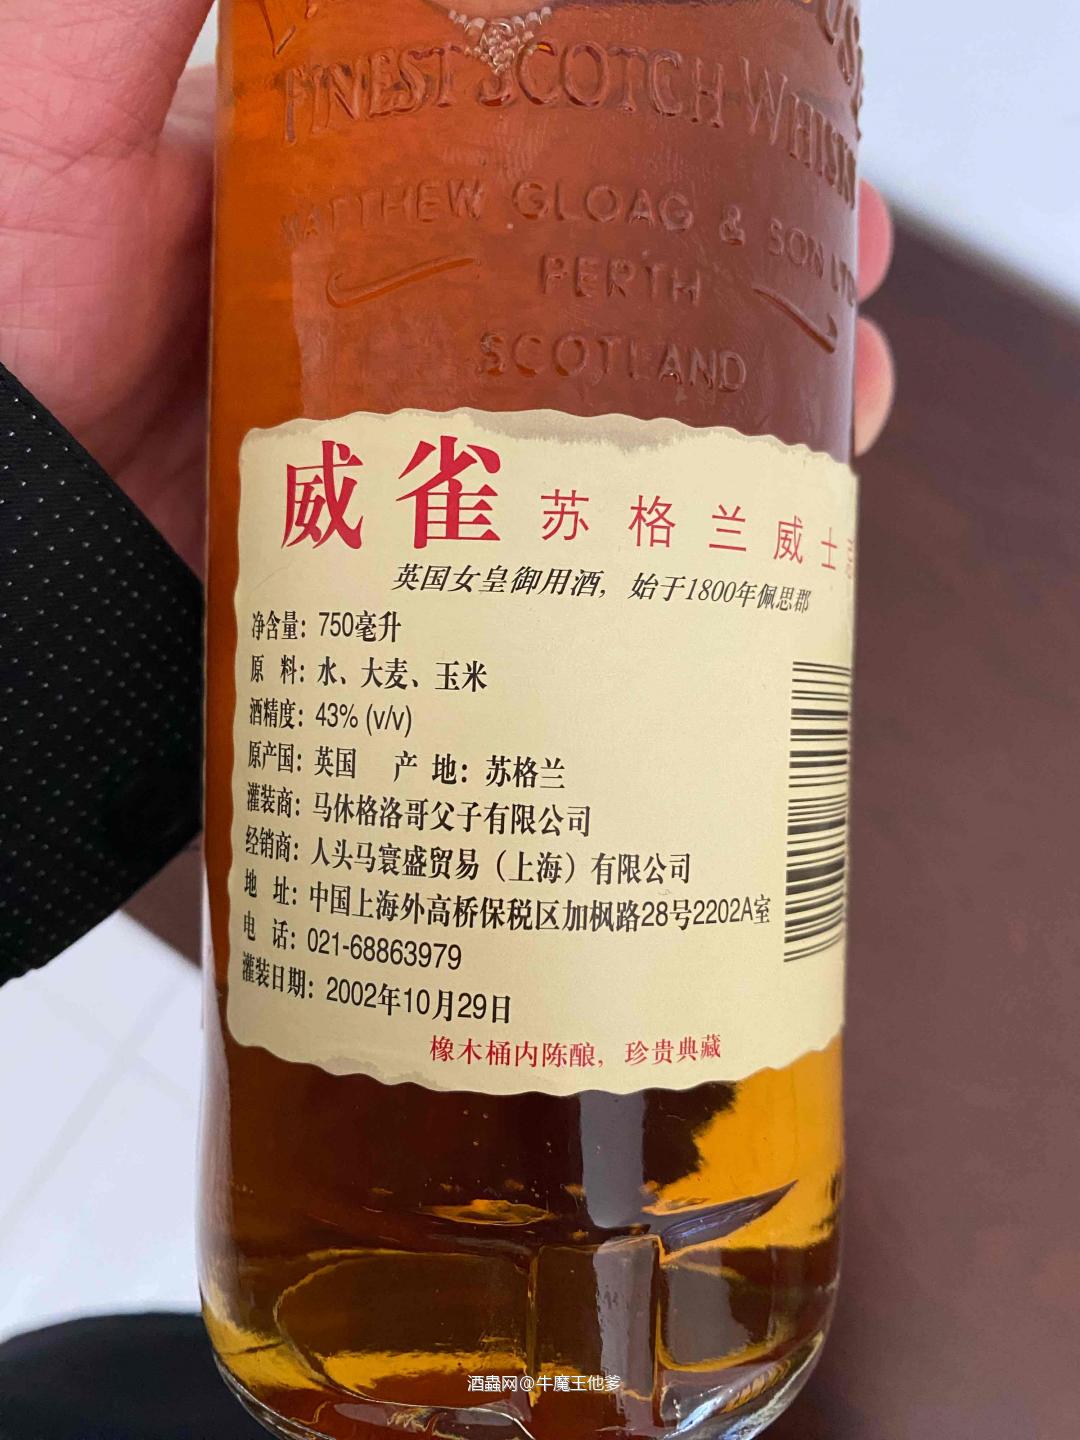 FINEST SCOTCH WHISKY
MATTHEW GLOAG & SON LTD
PERTH
SCOTLAND
威雀 苏格兰威士忌
英国女皇御用酒，始于1800年佩思郡
净含量：750毫升
原 料：水、大麦、玉米
酒精度：43% (v/v)
原产国：英国 产 地：苏格兰
灌装商：马休格洛哥父子有限公司
经销商：人头马寰盛贸易（上海）有限公司
地 址：中国上海外高桥保税区加枫路28号2202A室
电 话：021-68863979
灌装日期：2002年10月29日
橡木桶内陈酿，珍贵典藏
酒蟲网@牛魔王他爹